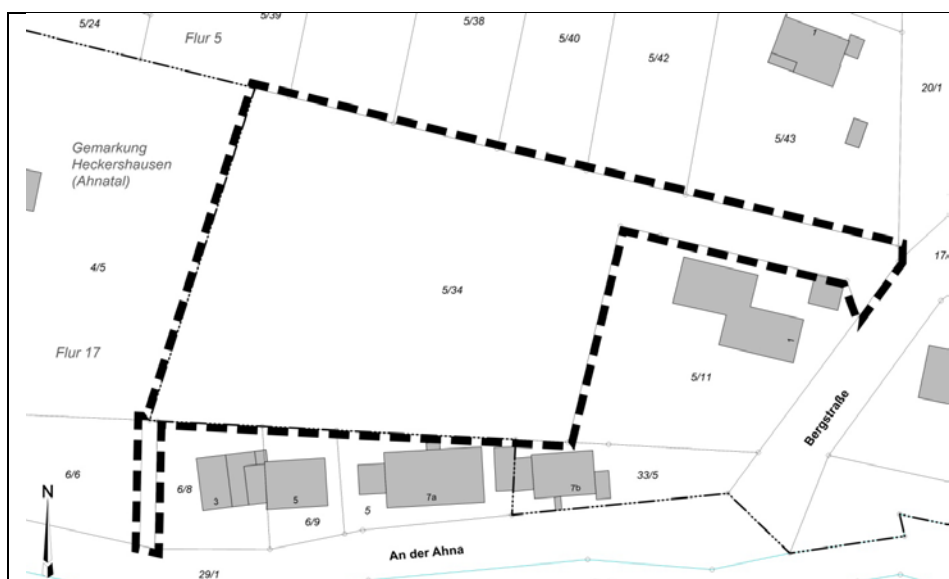 5/24
5/39
5/38
Flur 5
5/40
5/42
1
20/1
5/43
Gemarkung
Heckershausen
(Ahnatal)
4/5
5/34
17/
Flur 17
1
5/11
Bergstraße
6/6
6/8
3
5
6/9
5
7a
7b
33/5
N
An der Ahna
29/1